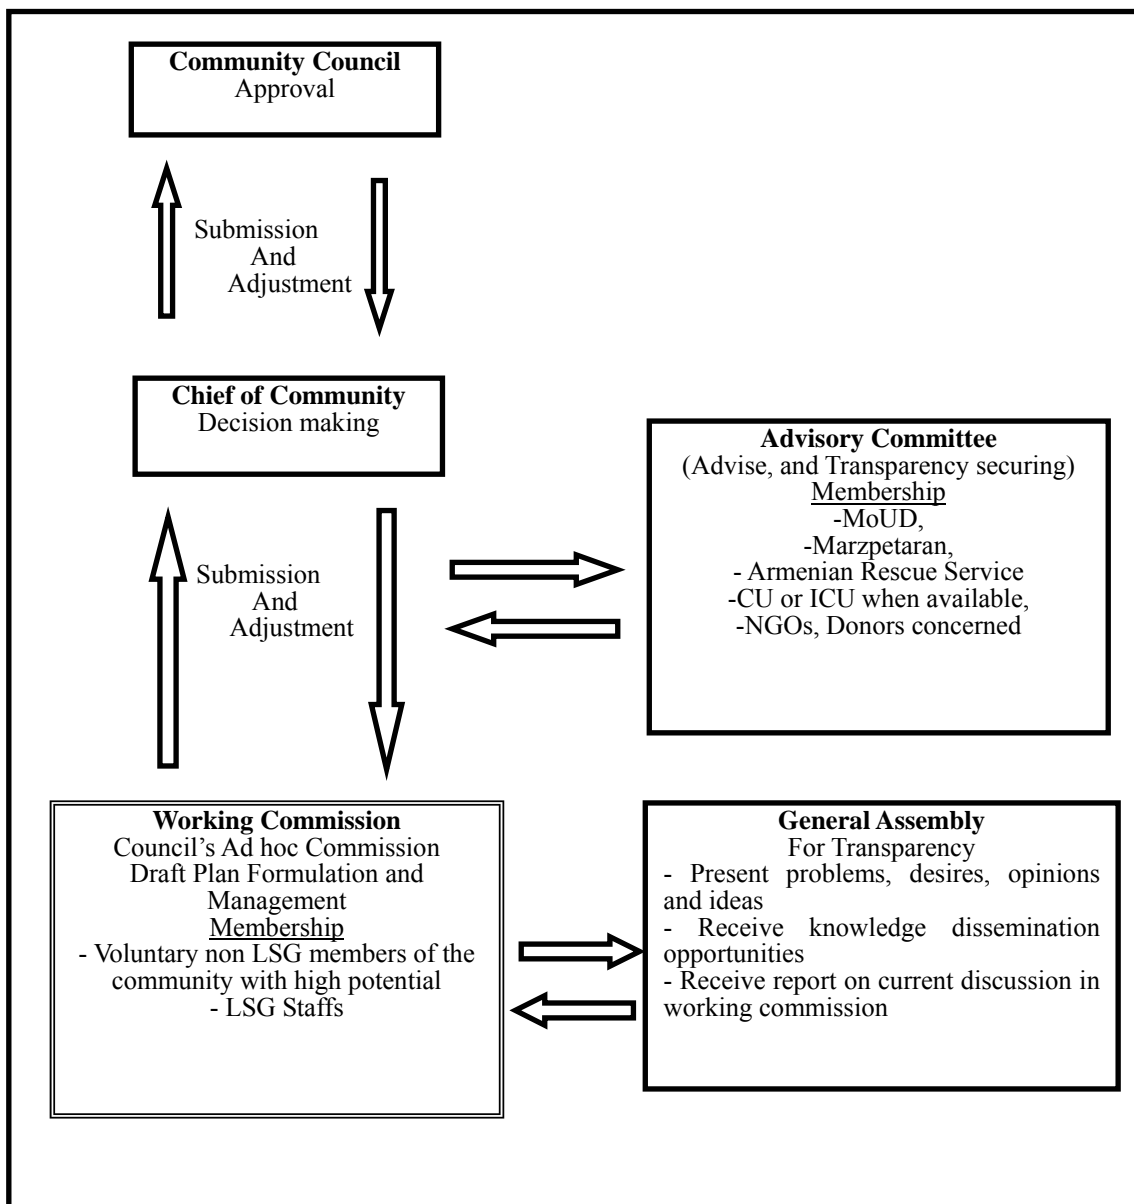 Community Council
Approval
Submission
And
Adjustment
Chief of Community
Decision making
Submission
And
Adjustment
Advisory Committee
(Advise, and Transparency securing)
Membership
-MoUD,
-Marzpetaran,
- Armenian Rescue Service
-CU or ICU when available,
-NGOs, Donors concerned
Working Commission
Council's Ad hoc Commission
Draft Plan Formulation and
Management
Membership
- Voluntary non LSG members of the
community with high potential
- LSG Staffs
General Assembly
For Transparency
- Present problems, desires, opinions
and ideas
- Receive knowledge dissemination
opportunities
- Receive report on current discussion in
working commission